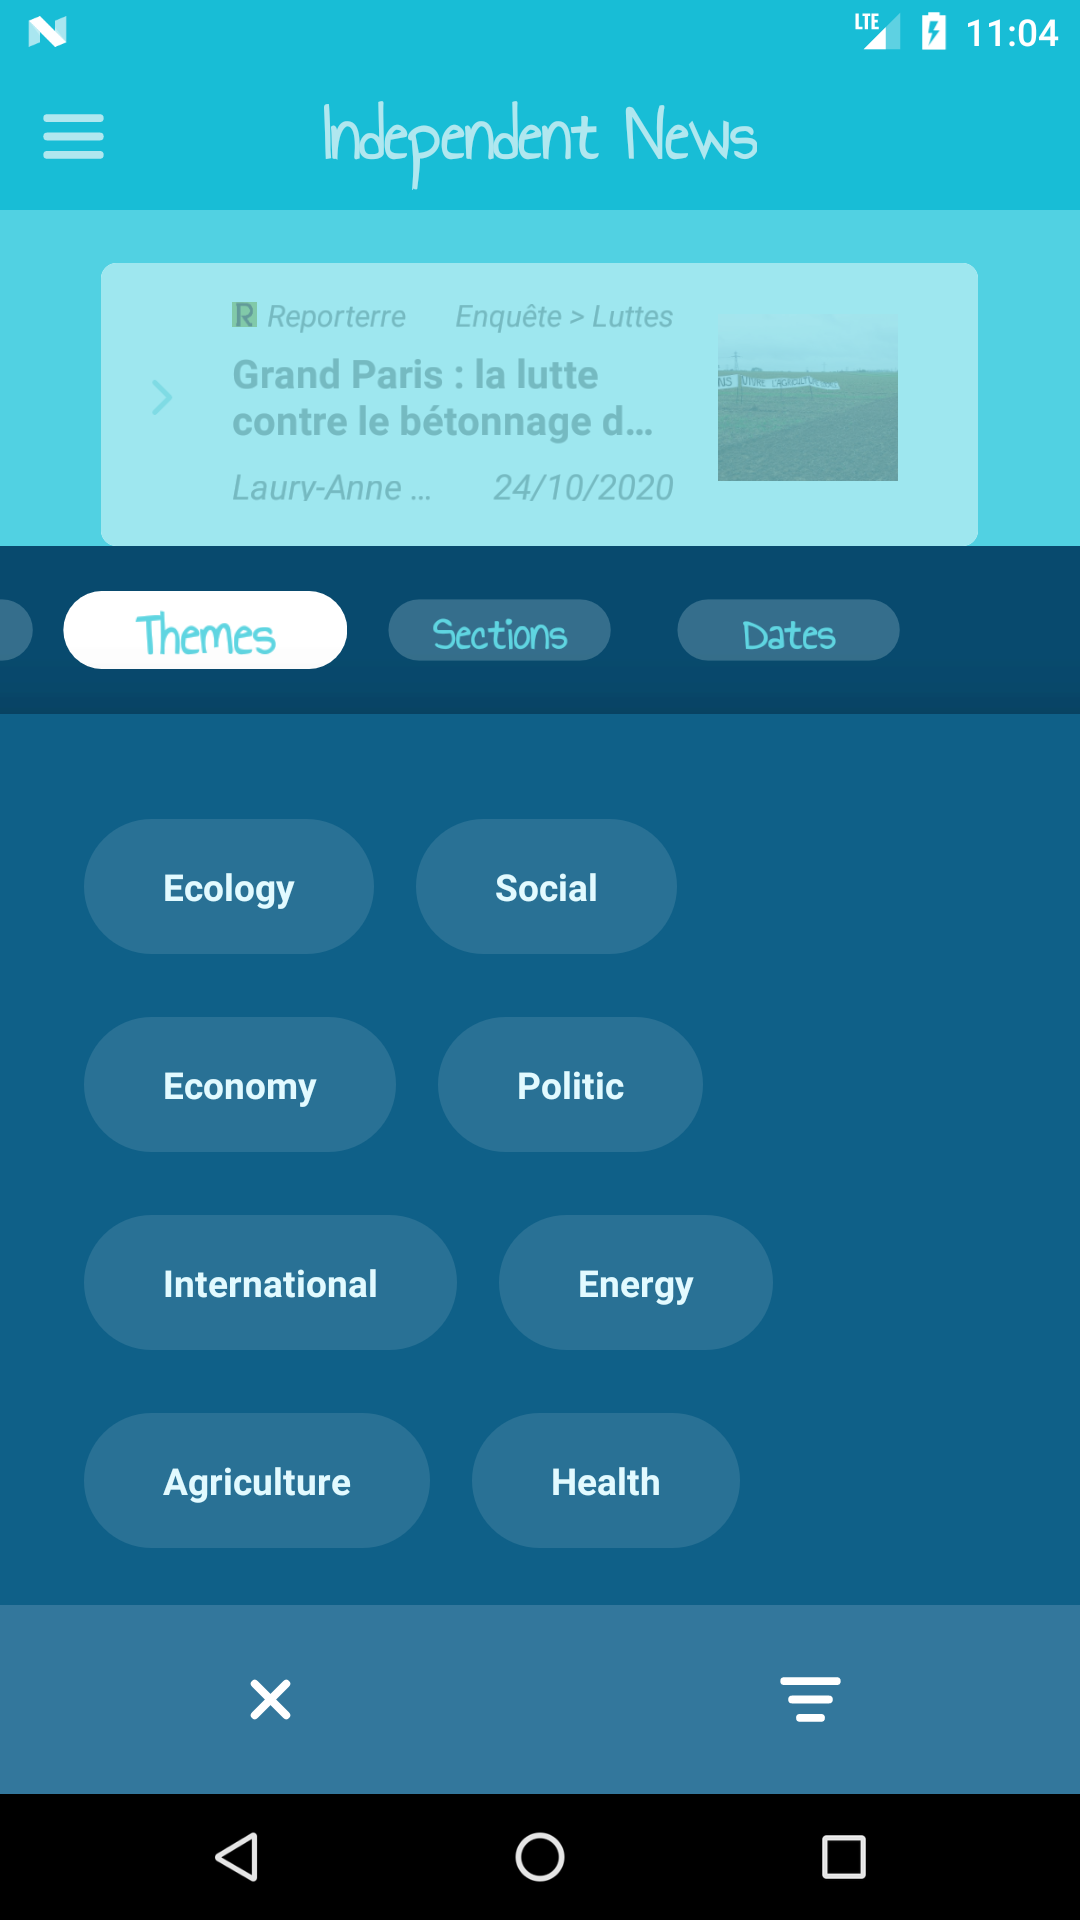 LTE 11:04
Independent News
R Reporterre Enquête > Luttes
Grand Paris : la lutte
contre le bétonnage d...
Laury-Anne ... 24/10/2020
Themes Sections Dates
Ecology Social
Economy Politic
International Energy
Agriculture Health